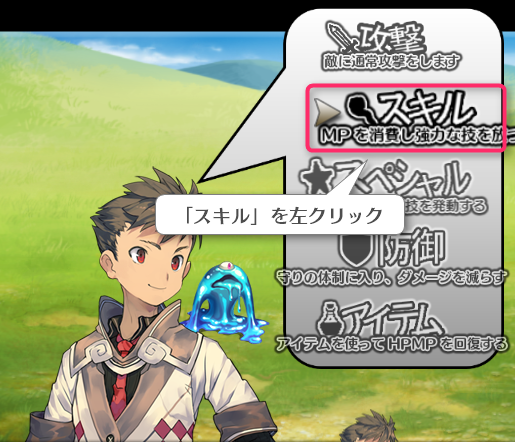 攻撃
敵に通常攻撃をします
スキル
MPを消費し強力な技を放つ
スペシャル
「スキル」を左クリック
技を発動する
防御
守りの体制に入り、ダメージを減らす
アイテム
アイテムを使ってHPMPを回復する